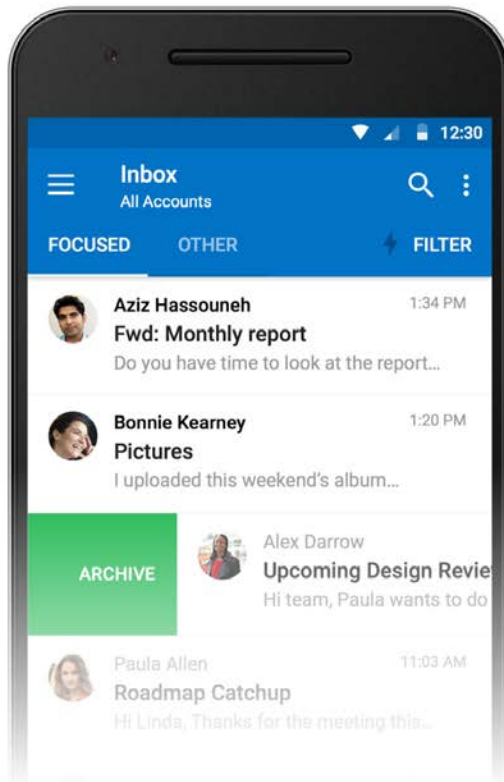 12:30
Inbox
All Accounts
FOCUSED OTHER FILTER
Aziz Hassouneh 1:34 PM
Fwd: Monthly report
Do you have time to look at the report...
Bonnie Kearney 1:20 PM
Pictures
I uploaded this weekend's album...
ARCHIVE
Alex Darrow
Upcoming Design Revie
Hi team, Paula wants to do
Paula Allen 11:03 AM
Roadmap Catchup
Hi Linda, Thanks for the meeting this...